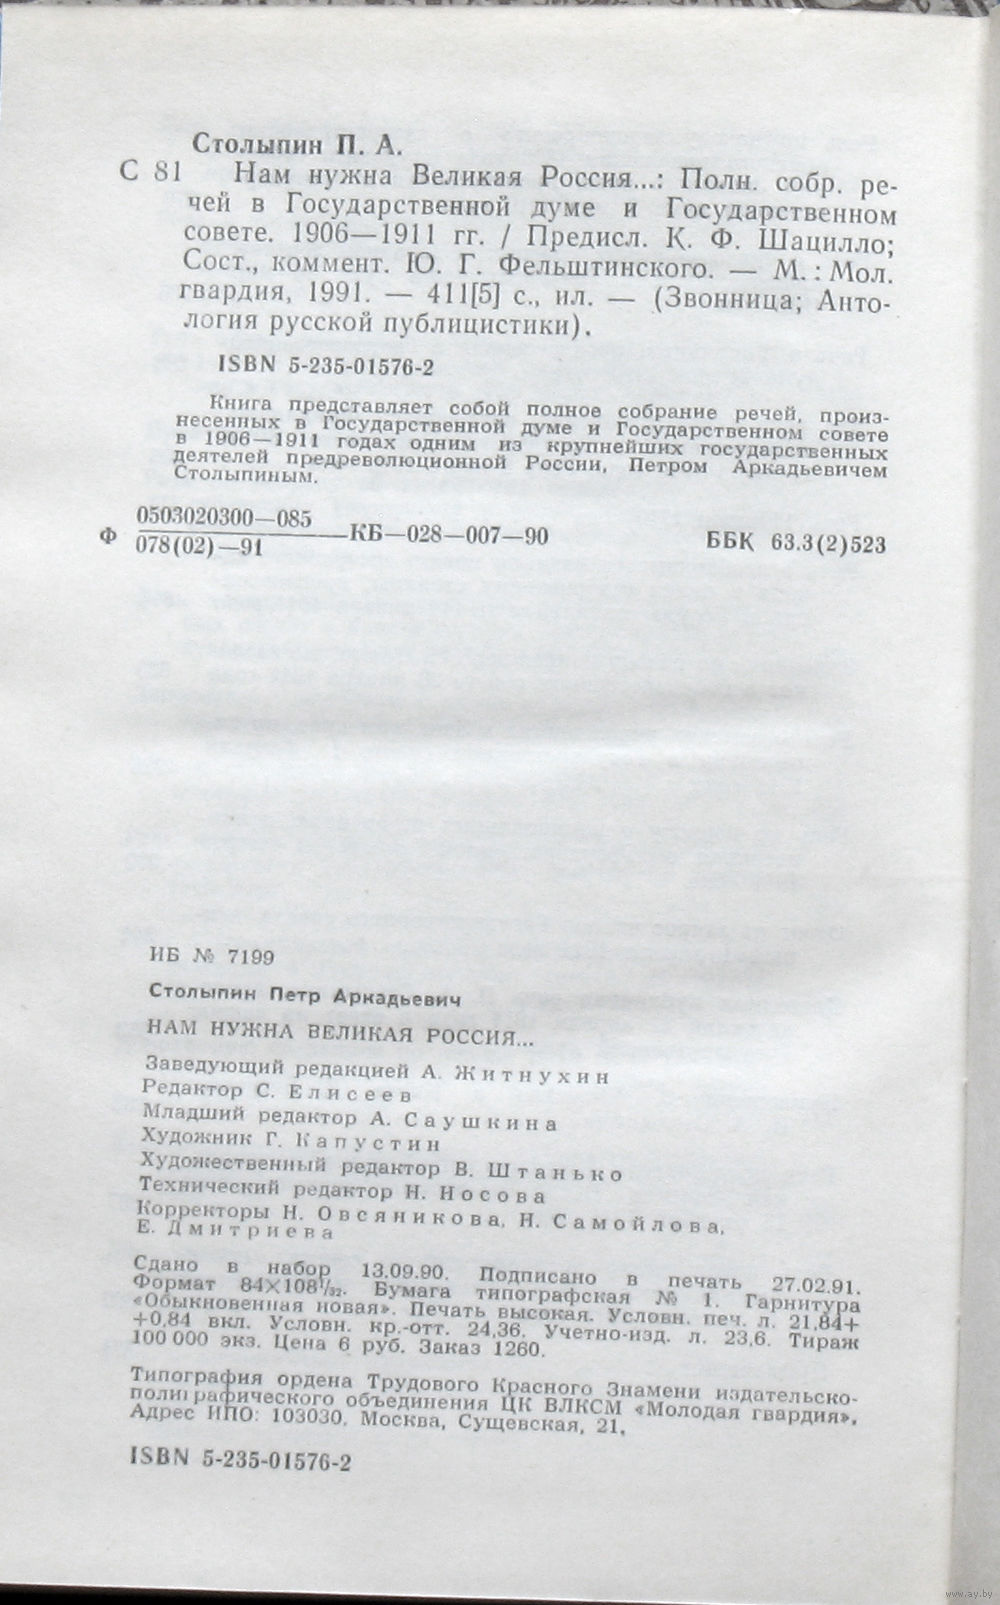 Столыпин П. А.
С 81 Нам нужна Великая Россия...: Полн. собр. ре-
чей в Государственной думе и Государственном
совете. 1906—1911 гг. / Предисл. К. Ф. Шацилло;
Сост., коммент. Ю. Г. Фельштинского. — М. : Мол.
гвардия, 1991. — 411[5] с., ил. — (Звонница; Анто-
логия русской публицистики).
ISBN 5-235-01576-2
Книга представляет собой полное собрание речей, произ-
несенных в Государственной думе и Государственном совете
в 1906—1911 годах одним из крупнейших государственных
деятелей предреволюционной России, Петром Аркадьевичем
Столыпиным.
Ф 0503020300—085
078(02)—91 —КБ—028—007—90 ББК 63.3(2)523
ИБ № 7199
Столыпин Петр Аркадьевич
НАМ НУЖНА ВЕЛИКАЯ РОССИЯ...
Заведующий редакцией А. Житнухин
Редактор С. Елисеев
Младший редактор А. Саушкина
Художник Г. Капустин
Художественный редактор В. Штанько
Технический редактор Н. Носова
Корректоры Н. Овсяникова, Н. Самойлова,
Е. Дмитриева
Сдано в набор 13.09.90. Подписано в печать 27.02.91.
Формат 84×108 1/32. Бумага типографская № 1. Гарнитура
«Обыкновенная новая». Печать высокая. Условн. печ. л. 21,84+
+0,84 вкл. Условн. кр.-отт. 24,36. Учетно-изд. л. 23,6. Тираж
100 000 экз. Цена 6 руб. Заказ 1260.
Типография ордена Трудового Красного Знамени издательско-
полиграфического объединения ЦК ВЛКСМ «Молодая гвардия».
Адрес ИПО: 103030, Москва, Сущевская, 21.
ISBN 5-235-01576-2
www.ay.by